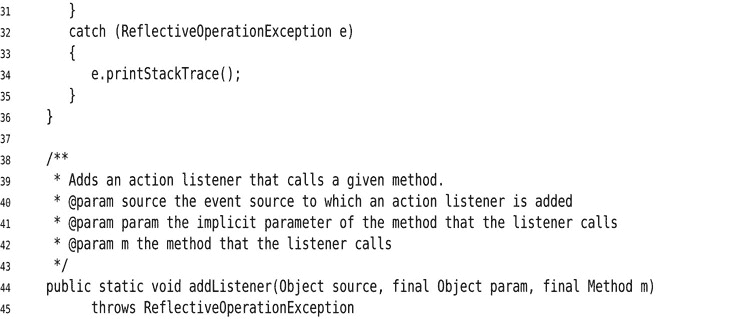 31         }
32         catch (ReflectiveOperationException e)
33         {
34            e.printStackTrace();
35         }
36      }
37
38      /**
39       * Adds an action listener that calls a given method.
40       * @param source the event source to which an action listener is added
41       * @param param the implicit parameter of the method that the listener calls
42       * @param m the method that the listener calls
43       */
44      public static void addListener(Object source, final Object param, final Method m)
45            throws ReflectiveOperationException